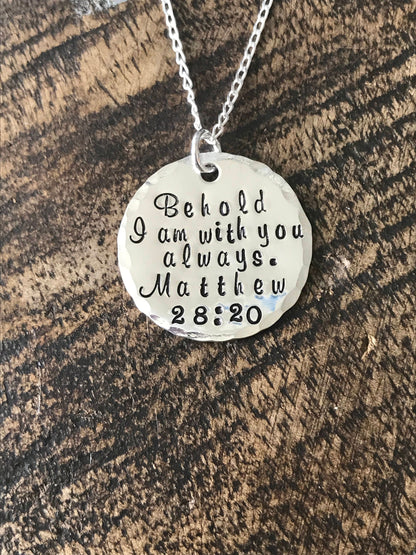 Behold
I am with you
always.
Matthew
28:20